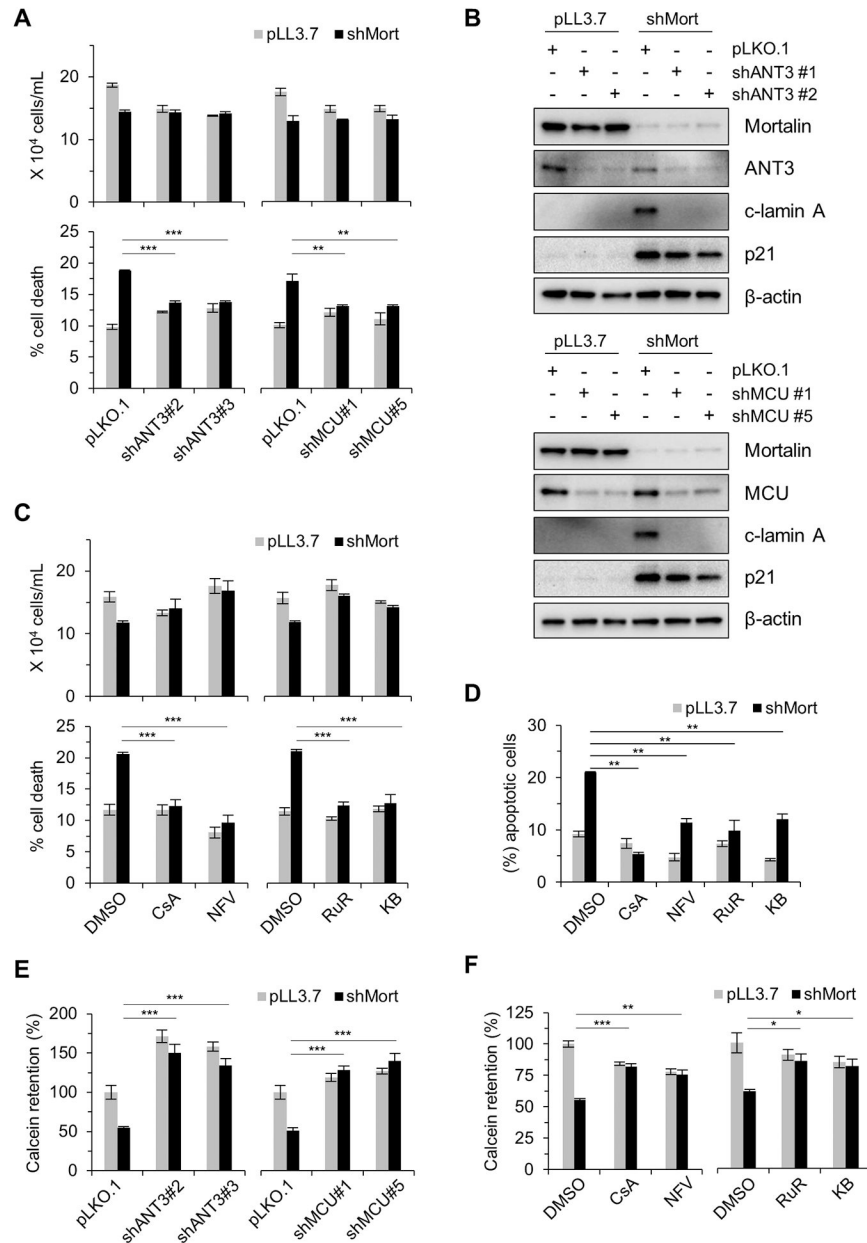 A
pLL3.7 shMort
X 10⁴ cells/mL
20
15
10
5
0
% cell death
25
20
15
10
5
0
*** *** ** **
pLKO.1 shANT3#2 shANT3#3 pLKO.1 shMCU#1 shMCU#5
B
pLL3.7 shMort
+ - - + - - pLKO.1
- + - - + - shANT3 #1
- - + - - + shANT3 #2
Mortalin
ANT3
c-lamin A
p21
β-actin
pLL3.7 shMort
+ - - + - - pLKO.1
- + - - + - shMCU #1
- - + - - + shMCU #5
Mortalin
MCU
c-lamin A
p21
β-actin
C
pLL3.7 shMort
X 10⁴ cells/mL
20
15
10
5
0
% cell death
25
20
15
10
5
0
*** *** *** ***
DMSO CsA NFV DMSO RuR KB
D
pLL3.7 shMort
(%) apoptotic cells
30
20
10
0
** ** ** **
DMSO CsA NFV RuR KB
E
pLL3.7 shMort
Calcein retention (%)
200
150
100
50
0
*** *** *** ***
pLKO.1 shANT3#2 shANT3#3 pLKO.1 shMCU#1 shMCU#5
F
pLL3.7 shMort
Calcein retention (%)
125
100
75
50
25
0
*** ** * *
DMSO CsA NFV DMSO RuR KB